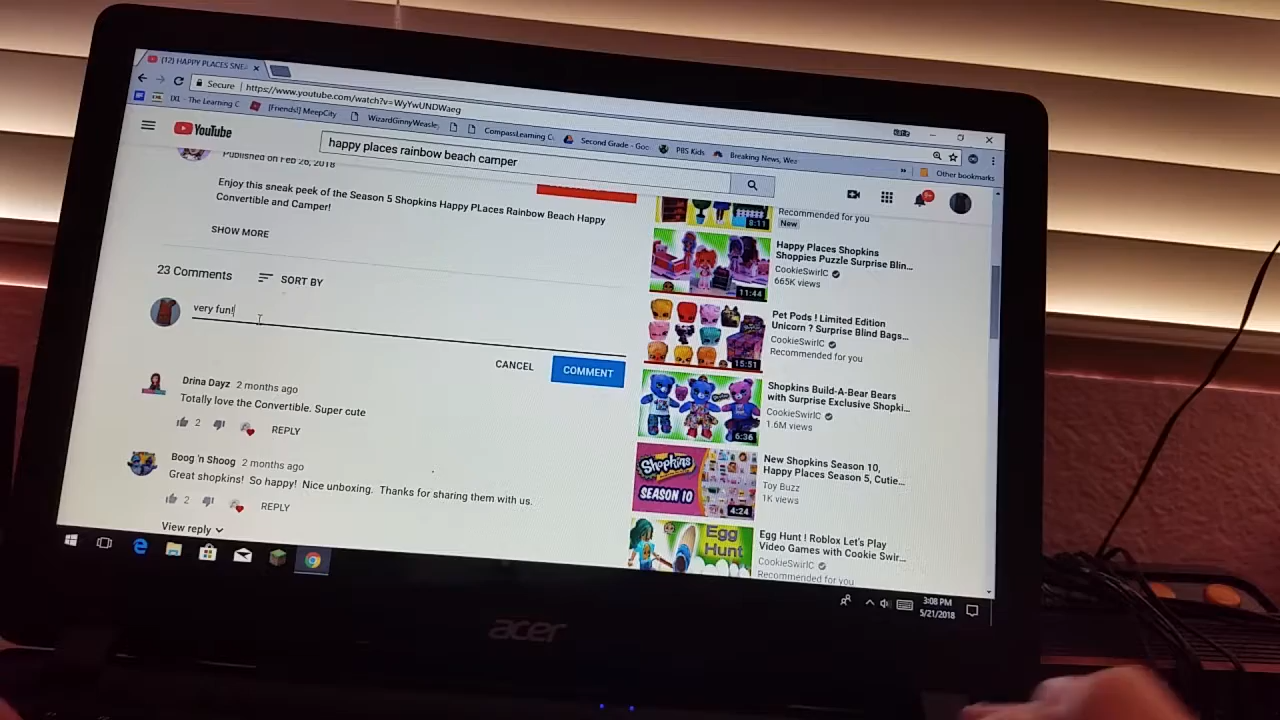 (12) HAPPY PLACES SNE
Secure | https://www.youtube.com/watch?v=WyYwUNDWaeg
IXL - The Learning C
[Friends!] MeepCity
WizardGinnyWeasle
CompassLearning C
Second Grade - Goo
PBS Kids
Breaking News, Wea
»
Other bookmarks
YouTube
happy places rainbow beach camper
9+
Published on Feb 26, 2018
Enjoy this sneak peek of the Season 5 Shopkins Happy PLaces Rainbow Beach Happy
Convertible and Camper!
SHOW MORE
23 Comments
SORT BY
very fun!
CANCEL
COMMENT
Drina Dayz 2 months ago
Totally love the Convertible. Super cute
2
REPLY
Boog 'n Shoog 2 months ago
Great shopkins! So happy! Nice unboxing. Thanks for sharing them with us.
2
REPLY
View reply
8:11
Recommended for you
New
11:44
Happy Places Shopkins
Shoppies Puzzle Surprise Blin...
CookieSwirlC
665K views
15:51
Pet Pods ! Limited Edition
Unicorn ? Surprise Blind Bags...
CookieSwirlC
Recommended for you
6:36
Shopkins Build-A-Bear Bears
with Surprise Exclusive Shopki...
CookieSwirlC
1.6M views
Shopkins
SEASON 10
4:24
New Shopkins Season 10,
Happy Places Season 5, Cutie...
Toy Buzz
1K views
Egg
Hunt
Egg Hunt ! Roblox Let's Play
Video Games with Cookie Swir...
CookieSwirlC
Recommended for you
3:08 PM
5/21/2018
acer